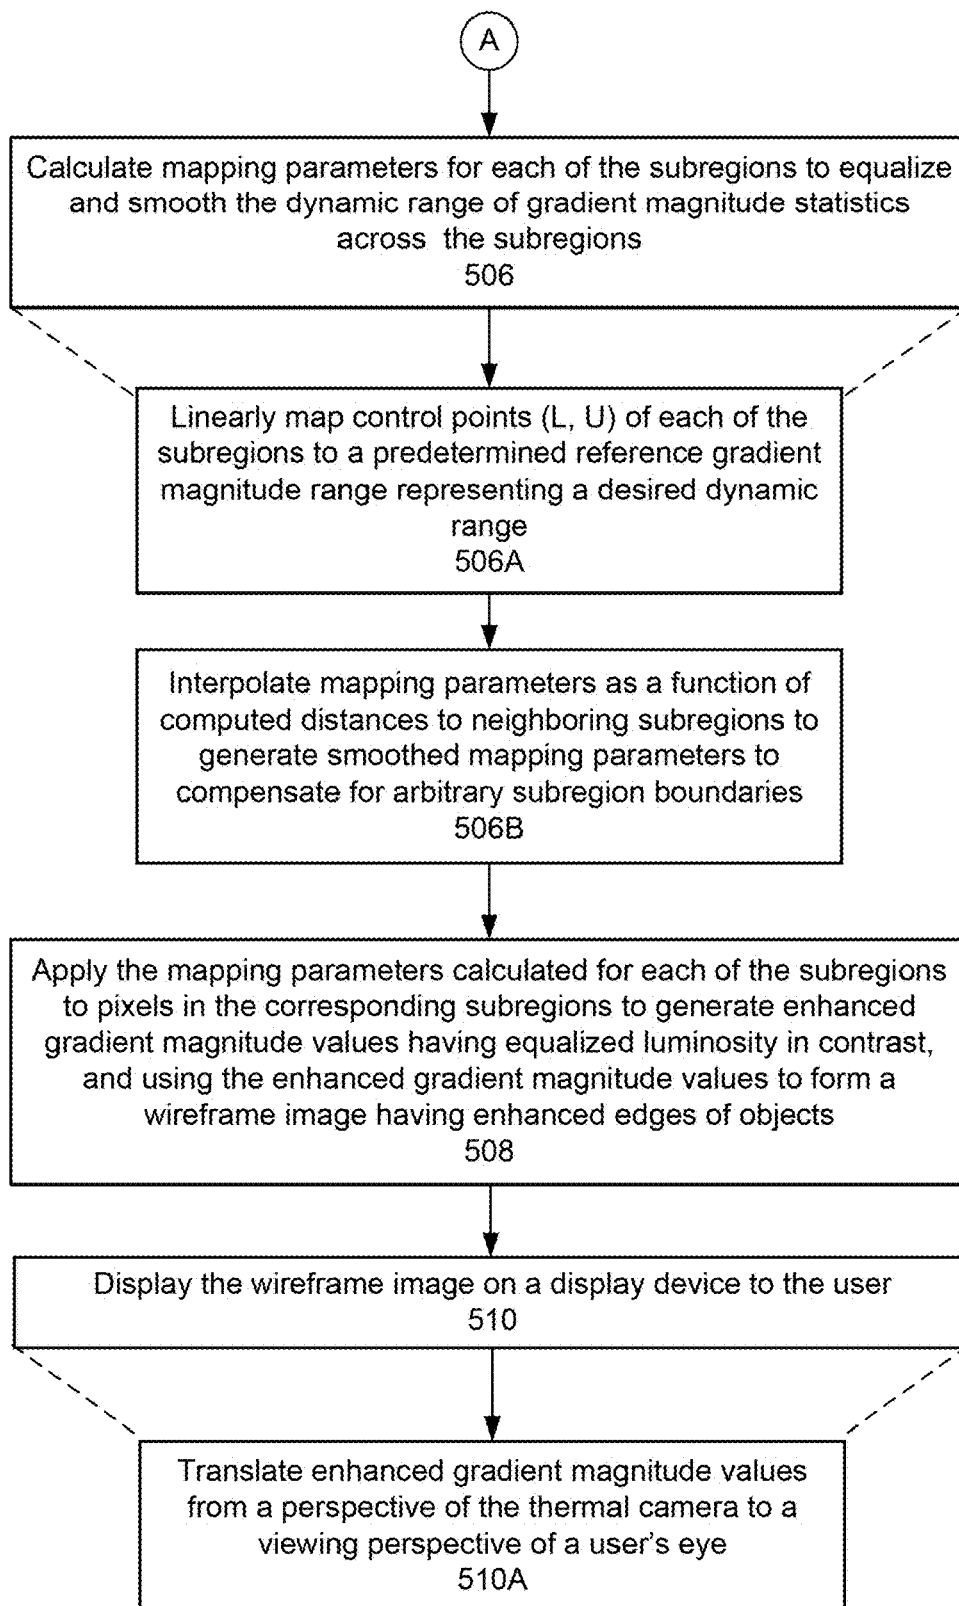 A
Calculate mapping parameters for each of the subregions to equalize
and smooth the dynamic range of gradient magnitude statistics
across the subregions
506
Linearly map control points (L, U) of each of the
subregions to a predetermined reference gradient
magnitude range representing a desired dynamic
range
506A
Interpolate mapping parameters as a function of
computed distances to neighboring subregions to
generate smoothed mapping parameters to
compensate for arbitrary subregion boundaries
506B
Apply the mapping parameters calculated for each of the subregions
to pixels in the corresponding subregions to generate enhanced
gradient magnitude values having equalized luminosity in contrast,
and using the enhanced gradient magnitude values to form a
wireframe image having enhanced edges of objects
508
Display the wireframe image on a display device to the user
510
Translate enhanced gradient magnitude values
from a perspective of the thermal camera to a
viewing perspective of a user's eye
510A